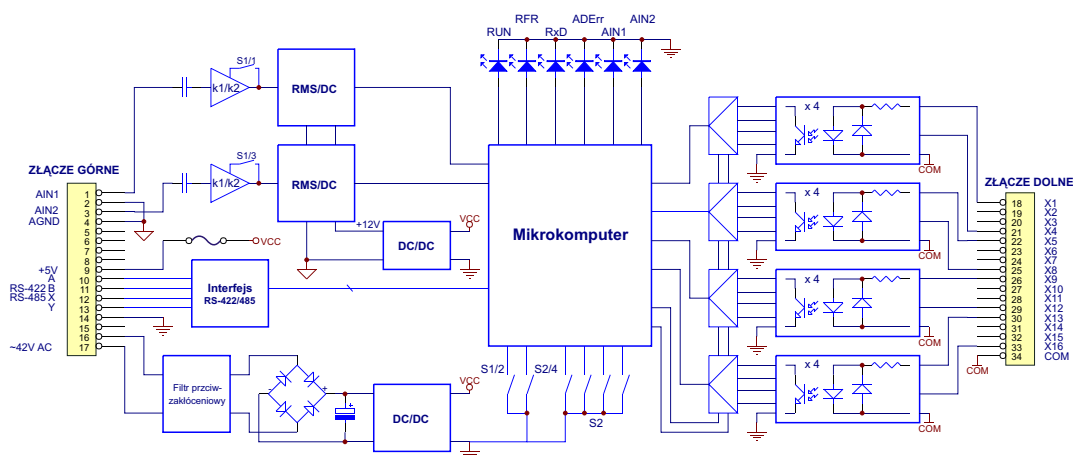 RFR ADErr AIN2
RUN RxD AIN1
S1/1
k1/k2
RMS/DC
x 4
COM
S1/3
k1/k2
RMS/DC
+12V
DC/DC
VCC
Mikrokomputer
x 4
COM
x 4
COM
x 4
COM
ZŁĄCZE GÓRNE
AIN1 1
2
AIN2 3
AGND 4
5
6
7
8
+5V 9
A 10
RS-422 B 11
RS-485 X 12
Y 13
14
15
16
~42V AC 17
VCC
Interfejs
RS-422/485
Filtr przciw-
zakłóceniowy
- +
+
DC/DC
VCC
S1/2 S2/4
S2
ZŁĄCZE DOLNE
18 X1
19 X2
20 X3
21 X4
22 X5
23 X6
24 X7
25 X8
26 X9
27 X10
28 X11
29 X12
30 X13
31 X14
32 X15
33 X16
34 COM
COM